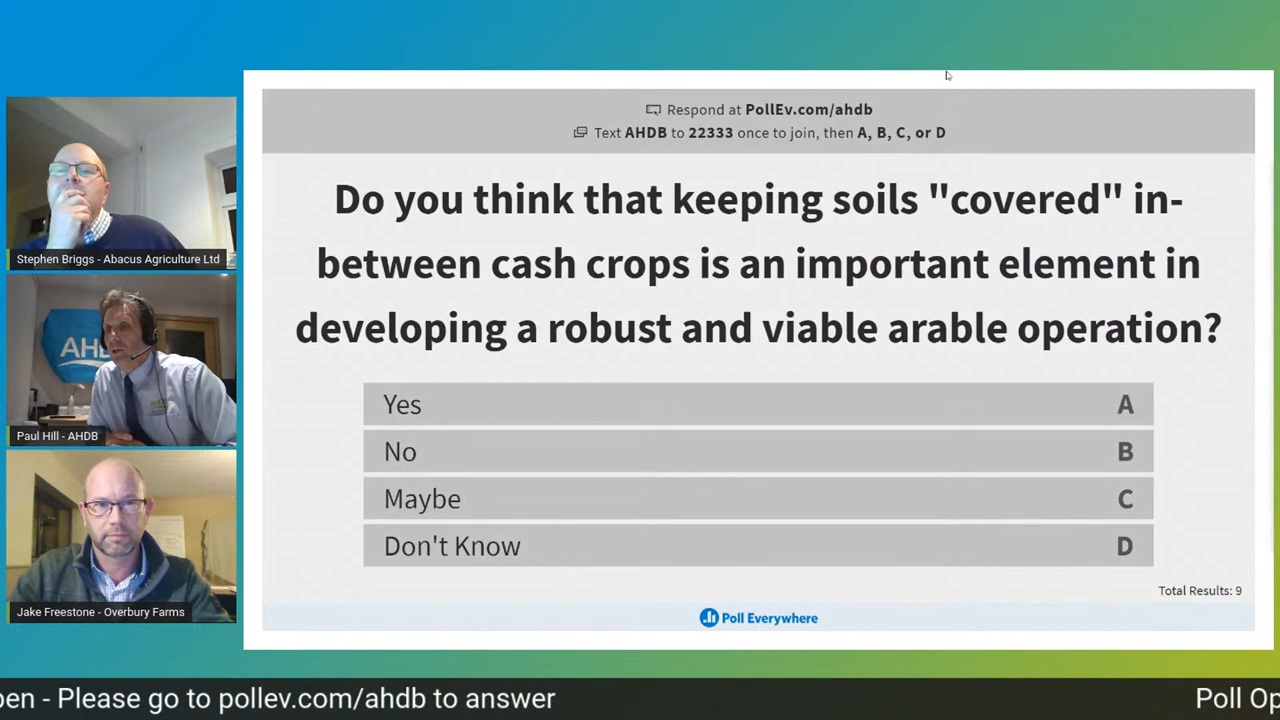 Respond at PollEv.com/ahdb
Text AHDB to 22333 once to join, then A, B, C, or D
Do you think that keeping soils "covered" in-
between cash crops is an important element in
developing a robust and viable arable operation?
Yes A
No B
Maybe C
Don't Know D
Total Results: 9
Poll Everywhere
Stephen Briggs - Abacus Agriculture Ltd
AHD
Paul Hill - AHDB
Jake Freestone - Overbury Farms
pen - Please go to pollev.com/ahdb to answer
Poll Op